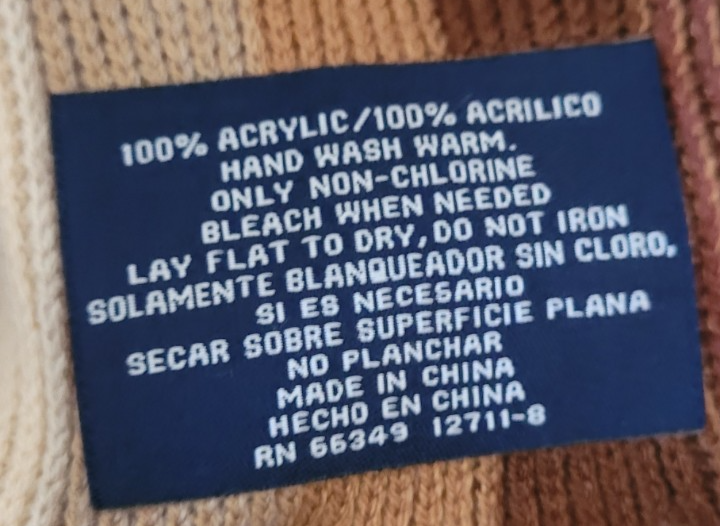 100% ACRYLIC/100% ACRILICO
HAND WASH WARM.
ONLY NON-CHLORINE
BLEACH WHEN NEEDED
LAY FLAT TO DRY, DO NOT IRON
SOLAMENTE BLANQUEADOR SIN CLORO,
SI ES NECESARIO
SECAR SOBRE SUPERFICIE PLANA
NO PLANCHAR
MADE IN CHINA
HECHO EN CHINA
RN 66349 12711-8